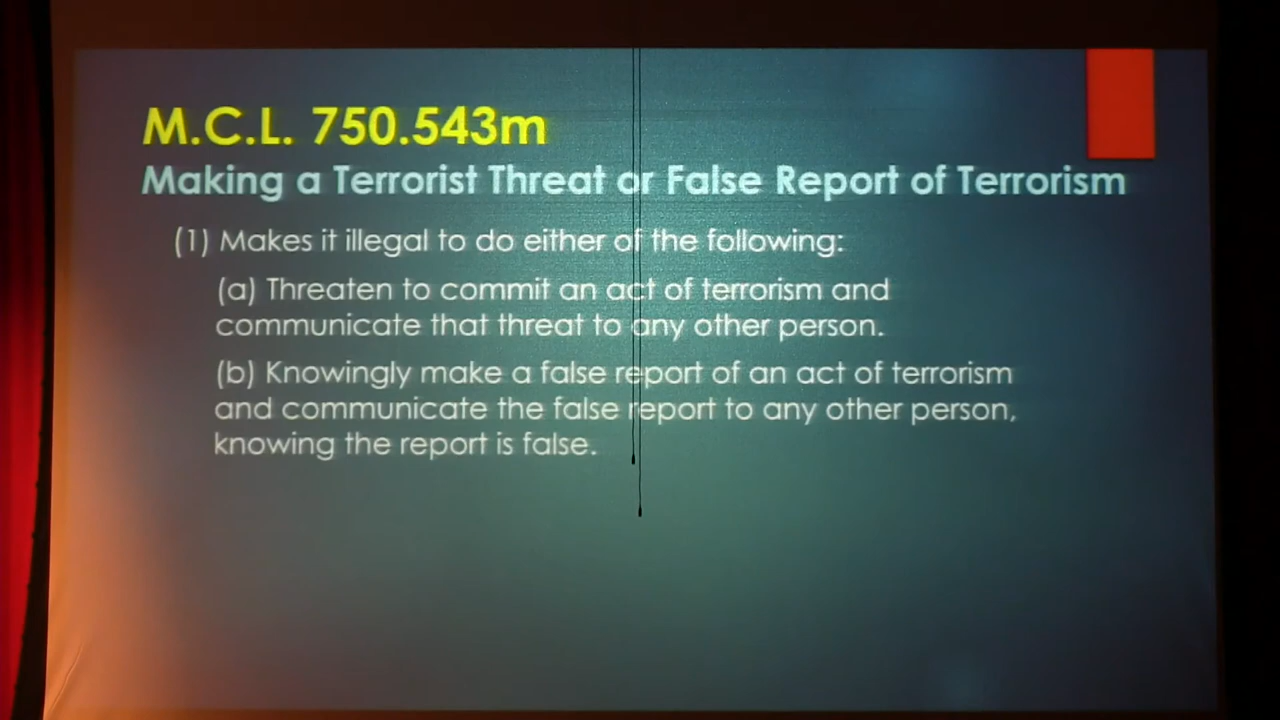 M.C.L. 750.543m
Making a Terrorist Threat or False Report of Terrorism
(1) Makes it illegal to do either of the following:
(a) Threaten to commit an act of terrorism and
communicate that threat to any other person.
(b) Knowingly make a false report of an act of terrorism
and communicate the false report to any other person,
knowing the report is false.